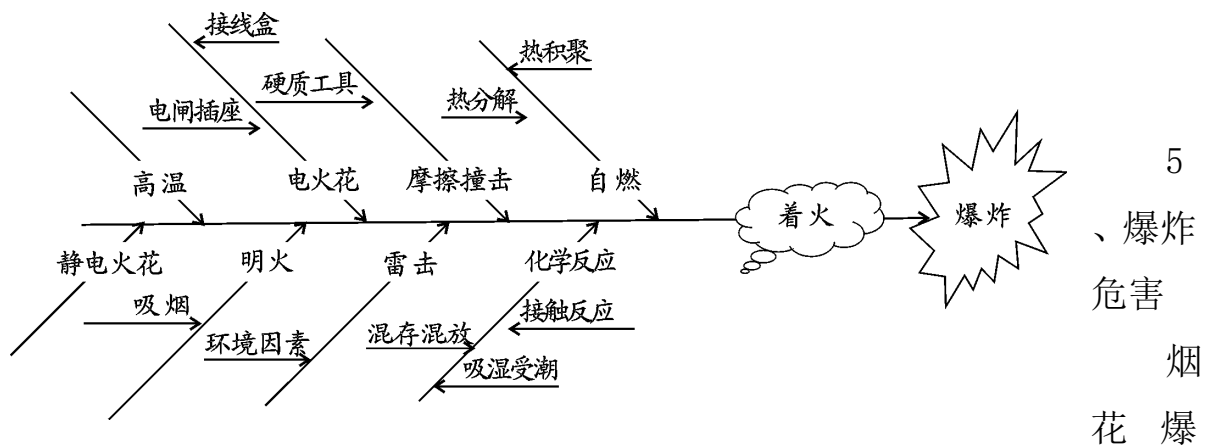 接线盒
热积聚
硬质工具
电闸插座
热分解
高温
电火花
摩擦撞击
自燃
着火
爆炸
静电火花
明火
雷击
化学反应
吸烟
接触反应
环境因素
混存混放
吸湿受潮
5
、爆炸
危害
烟
花 爆